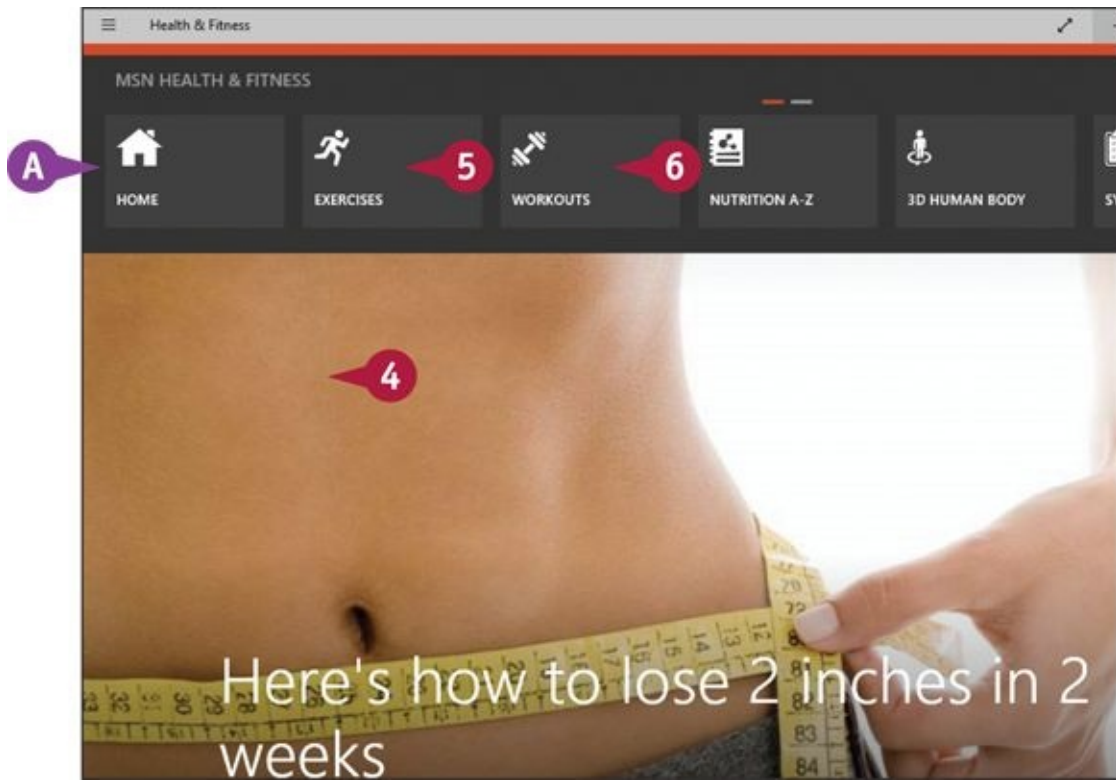 Health & Fitness
MSN HEALTH & FITNESS
A
5
6
HOME
EXERCISES
WORKOUTS
NUTRITION A-Z
3D HUMAN BODY
SY
4
Here's how to lose 2 inches in 2
weeks